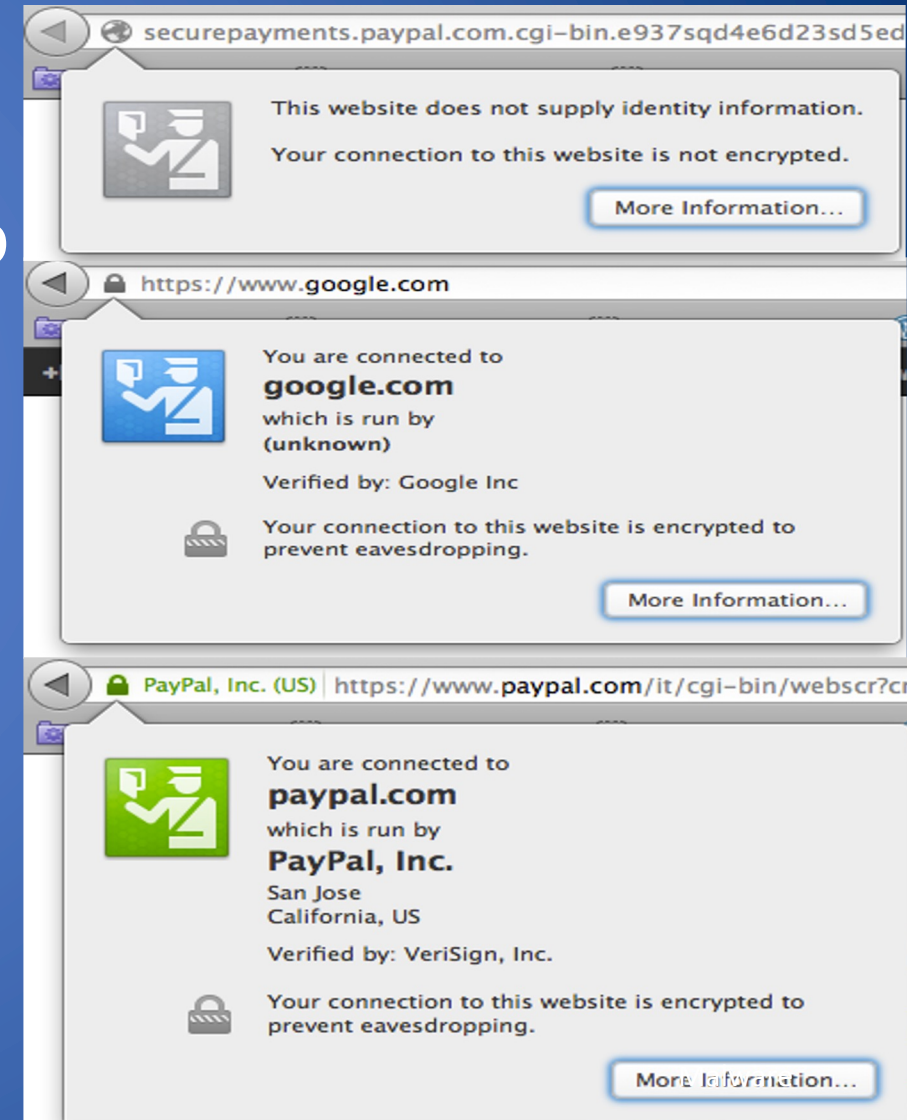 securepayments.paypal.com.cgi-bin.e937sqd4e6d23sd5ed
This website does not supply identity information.
Your connection to this website is not encrypted.
More Information...
https://www.google.com
You are connected to
google.com
which is run by
(unknown)
Verified by: Google Inc
Your connection to this website is encrypted to
prevent eavesdropping.
More Information...
PayPal, Inc. (US) https://www.paypal.com/it/cgi-bin/webscr?c
You are connected to
paypal.com
which is run by
PayPal, Inc.
San Jose
California, US
Verified by: VeriSign, Inc.
Your connection to this website is encrypted to
prevent eavesdropping.
More Information...